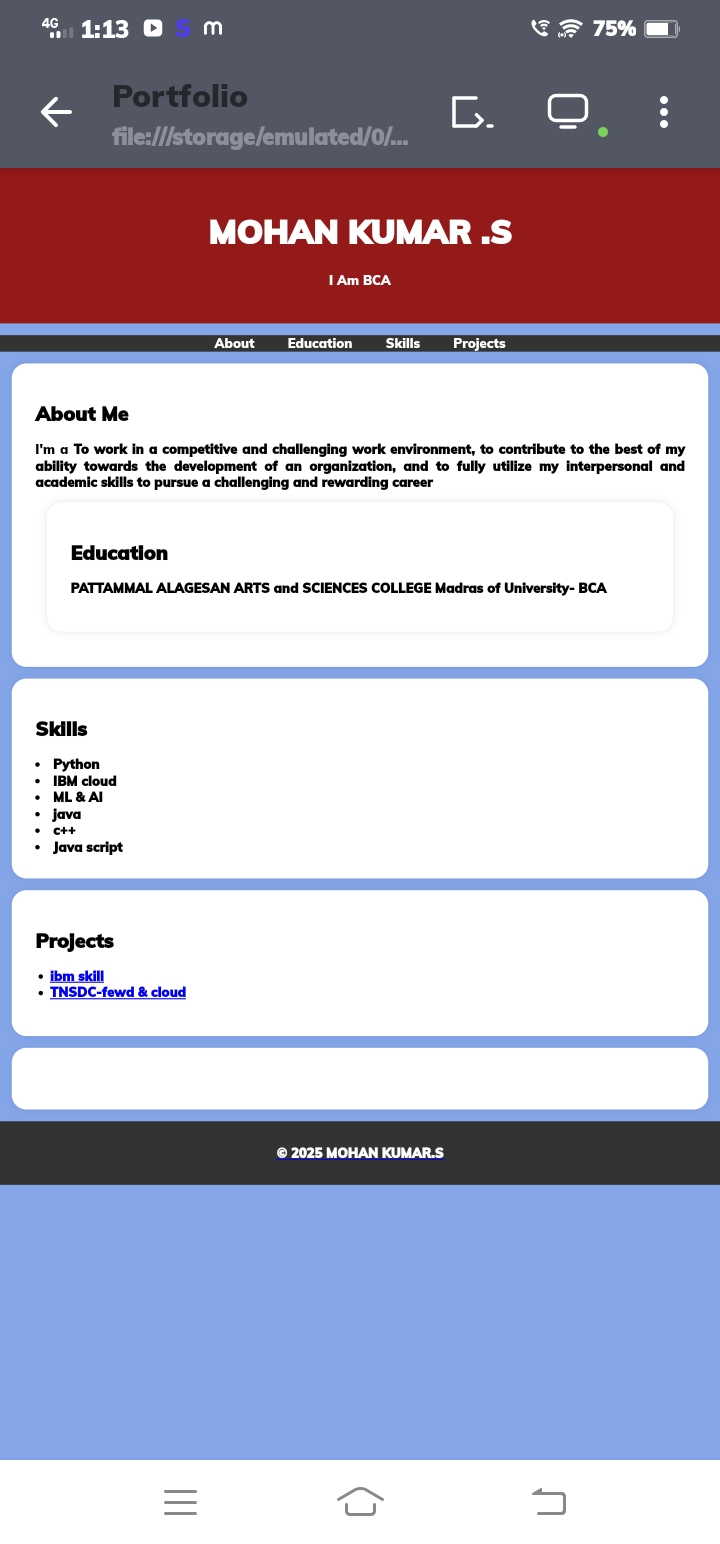 4G 1:13 S m 75%
Portfolio
file:///storage/emulated/0/...
MOHAN KUMAR .S
I Am BCA
About Education Skills Projects
About Me
I'm a To work in a competitive and challenging work environment, to contribute to the best of my
ability towards the development of an organization, and to fully utilize my interpersonal and
academic skills to pursue a challenging and rewarding career
Education
PATTAMMAL ALAGESAN ARTS and SCIENCES COLLEGE Madras of University- BCA
Skills
• Python
• IBM cloud
• ML & AI
• java
• c++
• Java script
Projects
• ibm skill
• TNSDC-fewd & cloud
© 2025 MOHAN KUMAR.S